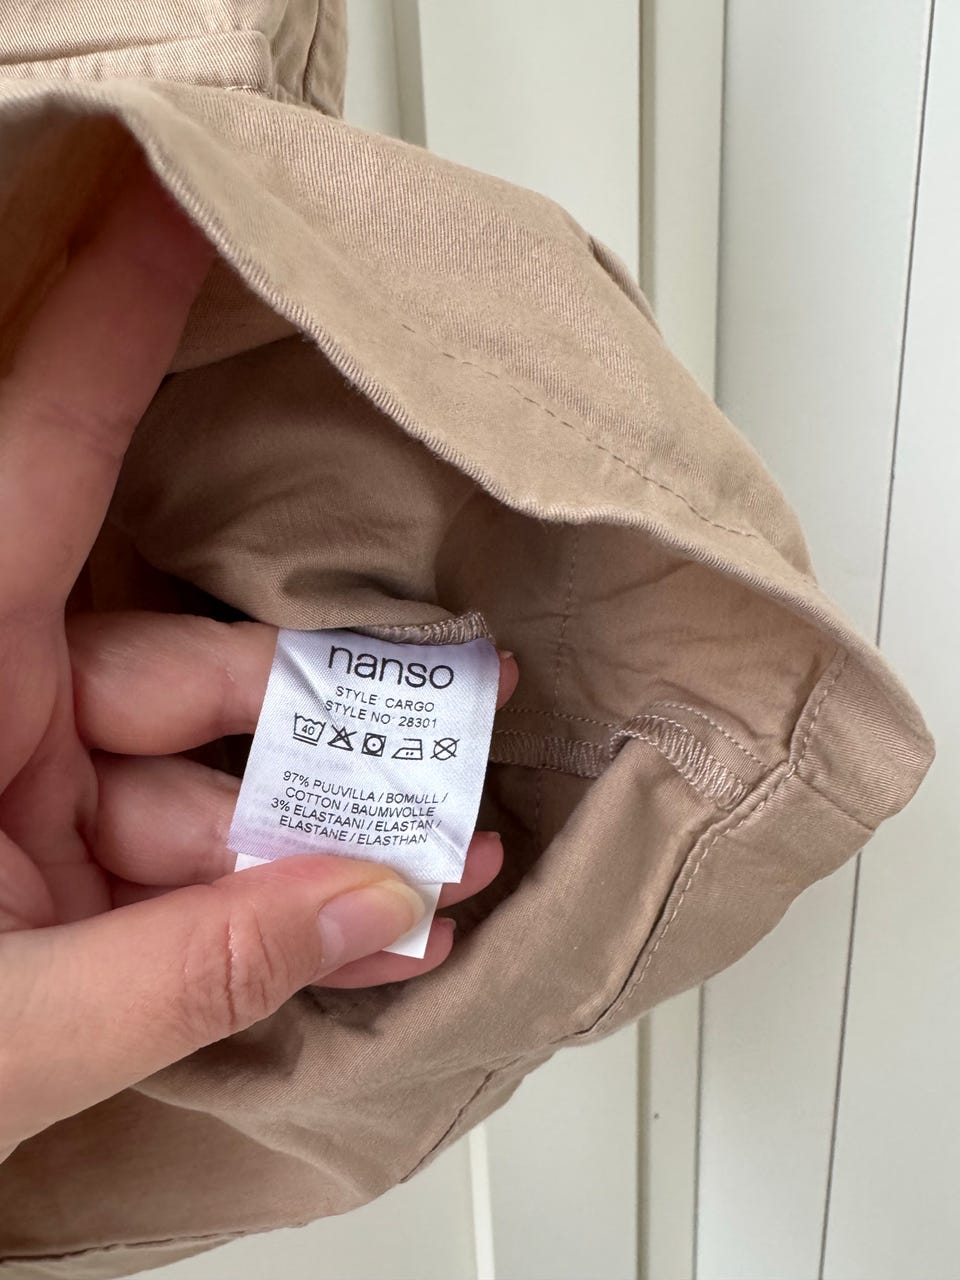 nanso
STYLE CARGO
STYLE NO 28301
40
97% PUUVILLA / BOMULL /
COTTON / BAUMWOLLE
3% ELASTAANI / ELASTAN /
ELASTANE / ELASTHAN